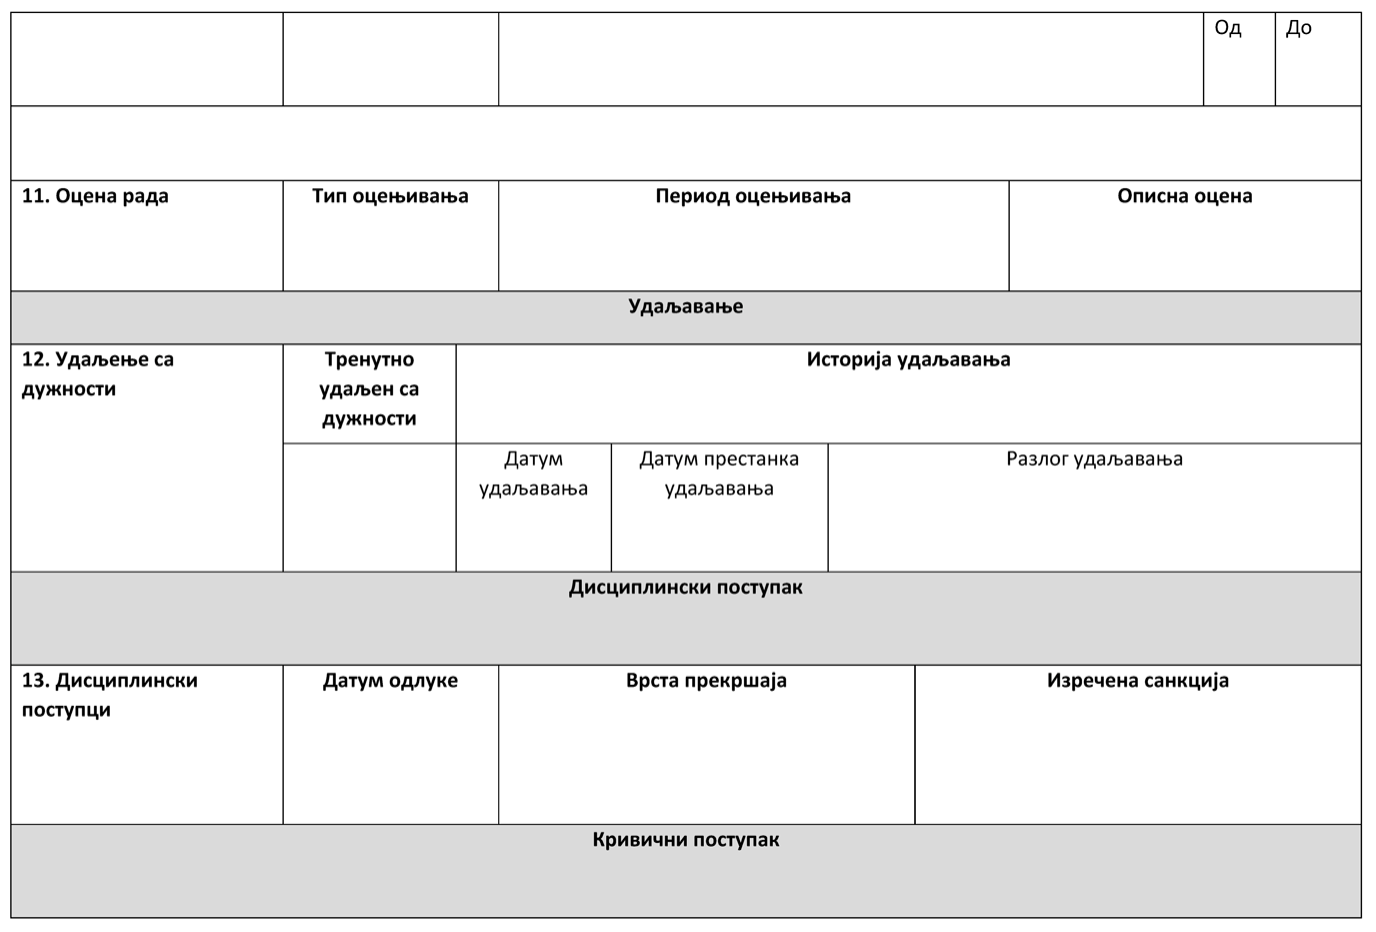 Од До
11. Оцена рада Тип оцењивања Период оцењивања Описна оцена
Удаљавање
12. Удаљење са
дужности
Тренутно
удаљен са
дужности
Историја удаљавања
Датум
удаљавања
Датум престанка
удаљавања
Разлог удаљавања
Дисциплински поступак
13. Дисциплински
поступци
Датум одлуке
Врста прекршаја
Изречена санкција
Кривични поступак